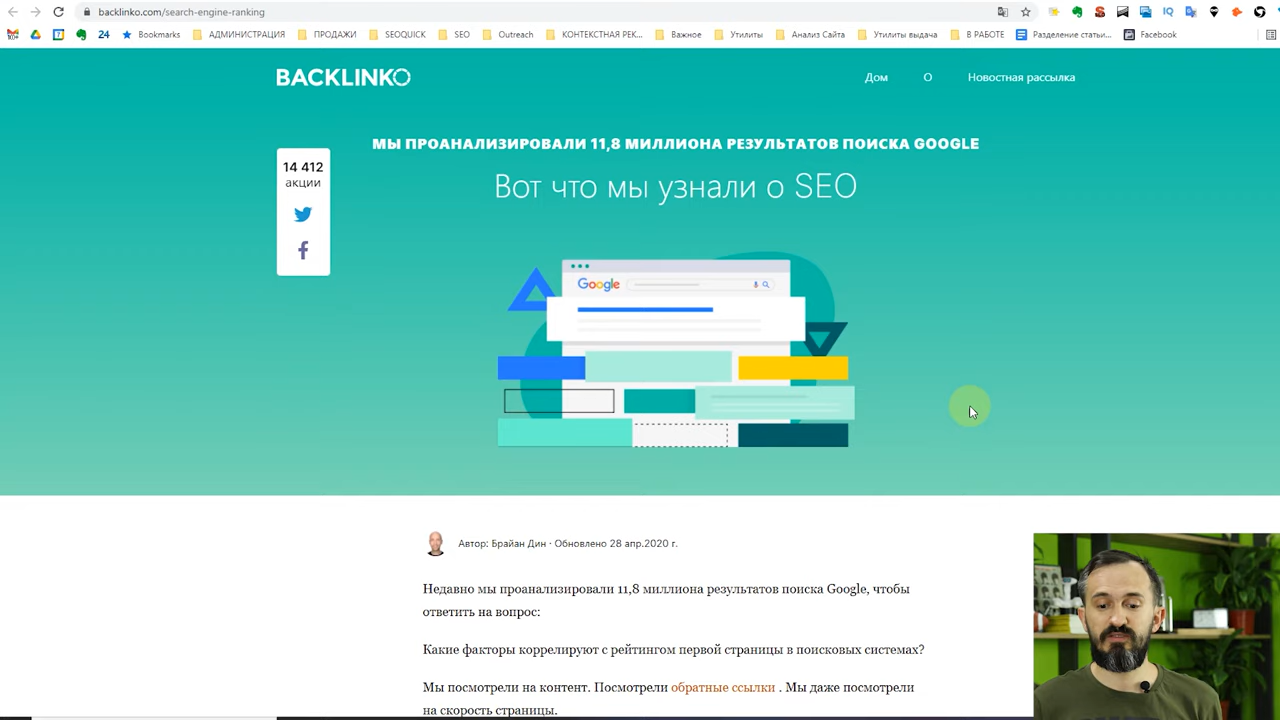 backlinko.com/search-engine-ranking
24 Bookmarks АДМИНИСТРАЦИЯ ПРОДАЖИ SEOQUICK SEO Outreach КОНТЕКСТНАЯ РЕК... Важное Утилиты Анализ Сайта Утилиты выдача В РАБОТЕ Разделение статьи... Facebook
BACKLINKO
Дом О Новостная рассылка
МЫ ПРОАНАЛИЗИРОВАЛИ 11,8 МИЛЛИОНА РЕЗУЛЬТАТОВ ПОИСКА GOOGLE
Вот что мы узнали о SEO
14 412
акции
Google
Автор: Брайан Дин · Обновлено 28 апр.2020 г.
Недавно мы проанализировали 11,8 миллиона результатов поиска Google, чтобы
ответить на вопрос:
Какие факторы коррелируют с рейтингом первой страницы в поисковых системах?
Мы посмотрели на контент. Посмотрели обратные ссылки . Мы даже посмотрели
на скорость страницы.